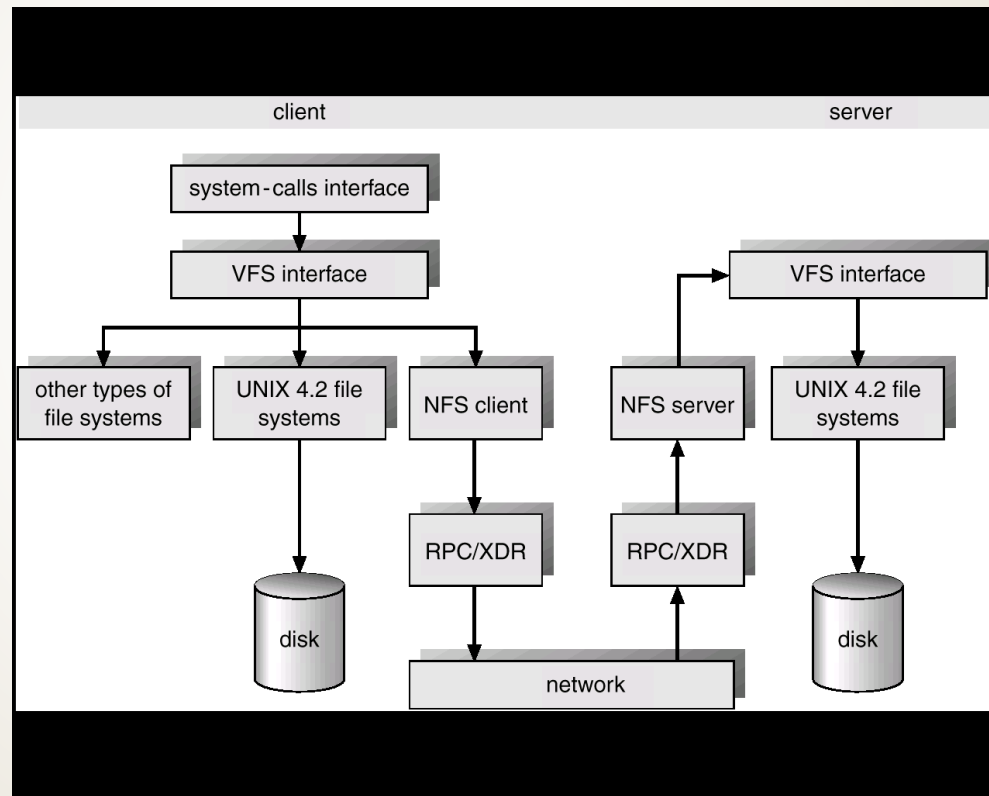 client
server
system-calls interface
VFS interface
VFS interface
other types of
file systems
UNIX 4.2 file
systems
NFS client
NFS server
UNIX 4.2 file
systems
RPC/XDR
RPC/XDR
disk
disk
network